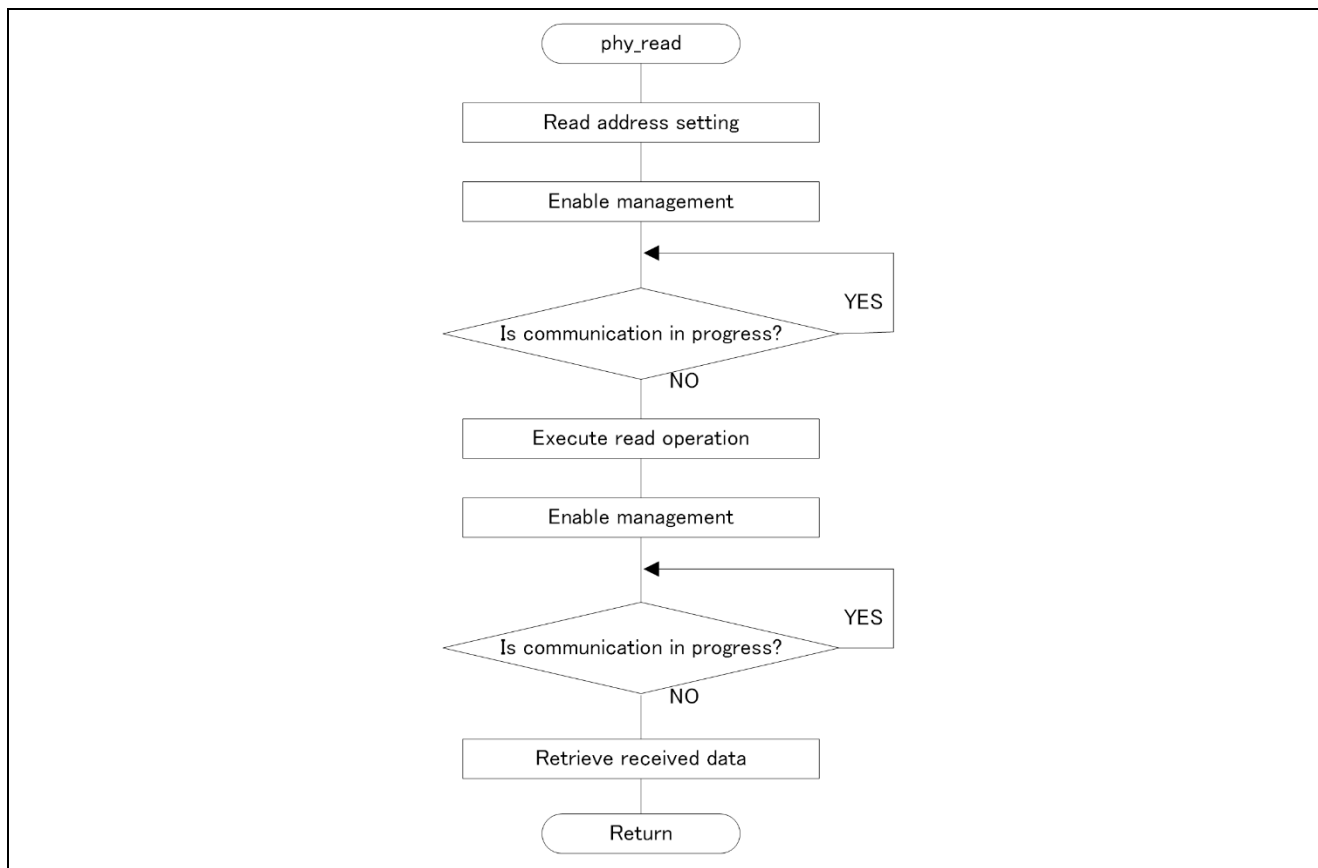 phy_read
Read address setting
Enable management
YES
Is communication in progress?
NO
Execute read operation
Enable management
YES
Is communication in progress?
NO
Retrieve received data
Return